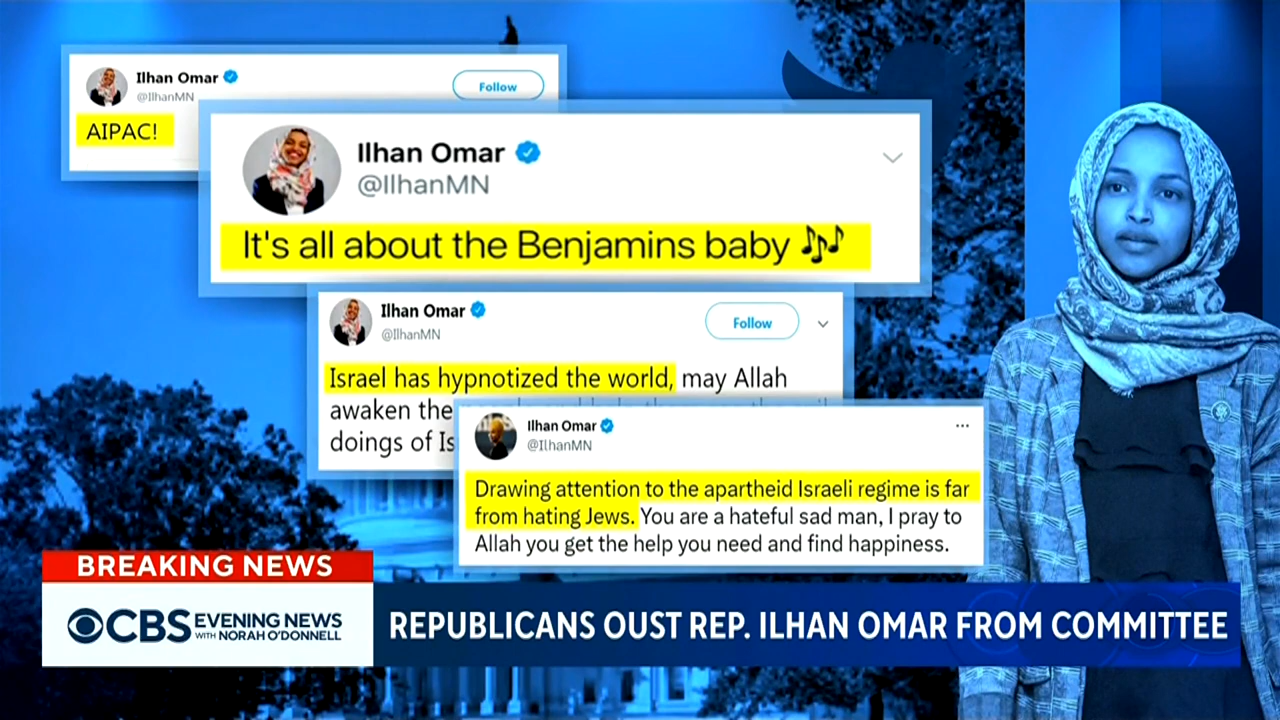 Ilhan Omar
@IlhanMN
Follow
AIPAC!
Ilhan Omar
@IlhanMN
It's all about the Benjamins baby 🎶
Ilhan Omar
@IlhanMN
Follow
Israel has hypnotized the world, may Allah
awaken the
doings of Is
Ilhan Omar
@IlhanMN
Drawing attention to the apartheid Israeli regime is far
from hating Jews. You are a hateful sad man, I pray to
Allah you get the help you need and find happiness.
BREAKING NEWS
CBS EVENING NEWS
WITH NORAH O'DONNELL
REPUBLICANS OUST REP. ILHAN OMAR FROM COMMITTEE